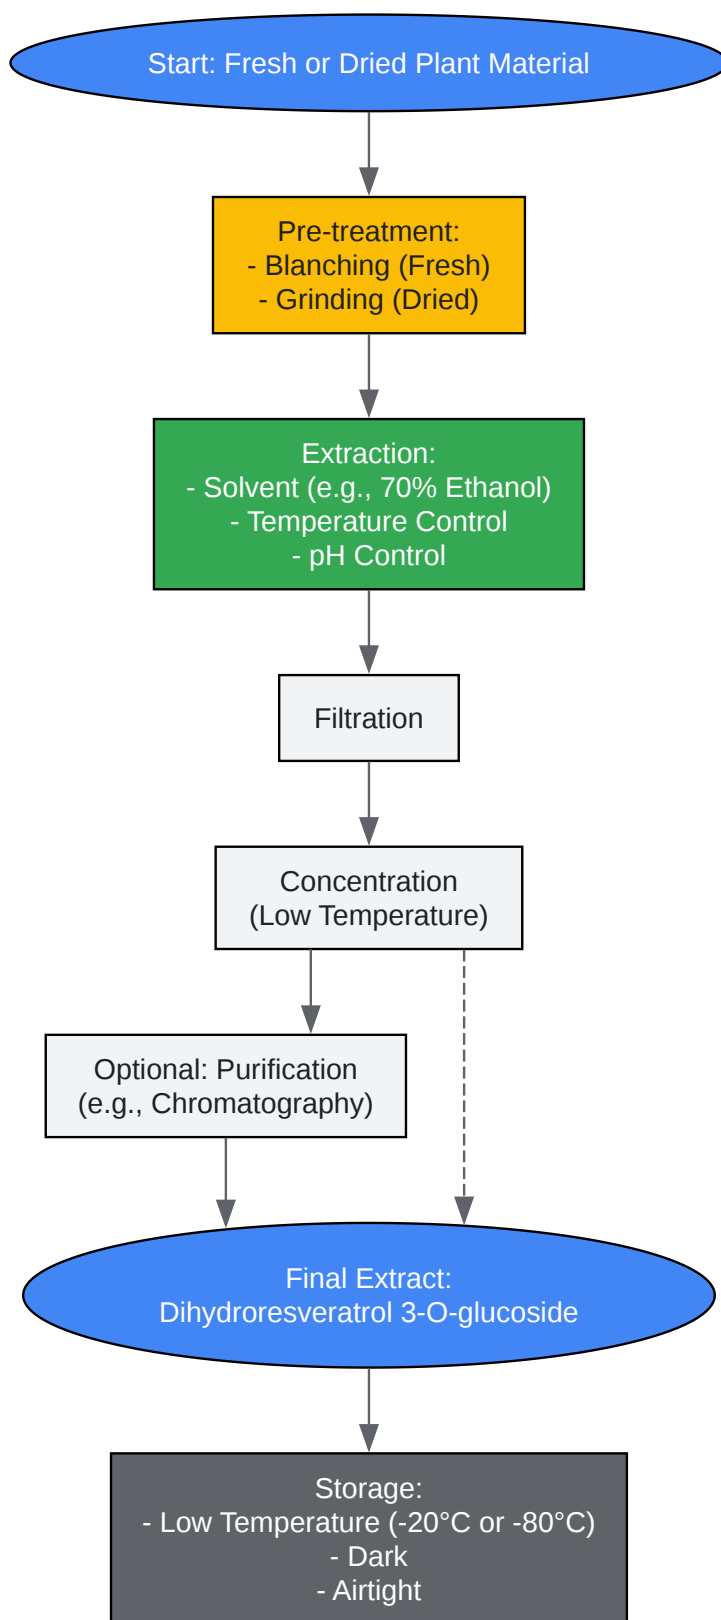 Start: Fresh or Dried Plant Material
Pre-treatment:
- Blanching (Fresh)
- Grinding (Dried)
Extraction:
- Solvent (e.g., 70% Ethanol)
- Temperature Control
- pH Control
Filtration
Concentration
(Low Temperature)
Optional: Purification
(e.g., Chromatography)
Final Extract:
Dihydroresveratrol 3-O-glucoside
Storage:
- Low Temperature (-20°C or -80°C)
- Dark
- Airtight